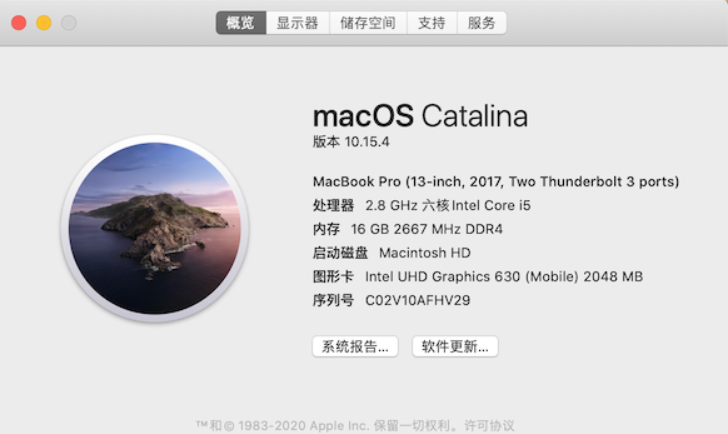 概览 显示器 储存空间 支持 服务
macOS Catalina
版本 10.15.4
MacBook Pro (13-inch, 2017, Two Thunderbolt 3 ports)
处理器 2.8 GHz 六核Intel Core i5
内存 16 GB 2667 MHz DDR4
启动磁盘 Macintosh HD
图形卡 Intel UHD Graphics 630 (Mobile) 2048 MB
序列号 C02V10AFHV29
系统报告... 软件更新...
™和© 1983-2020 Apple Inc. 保留一切权利。许可协议